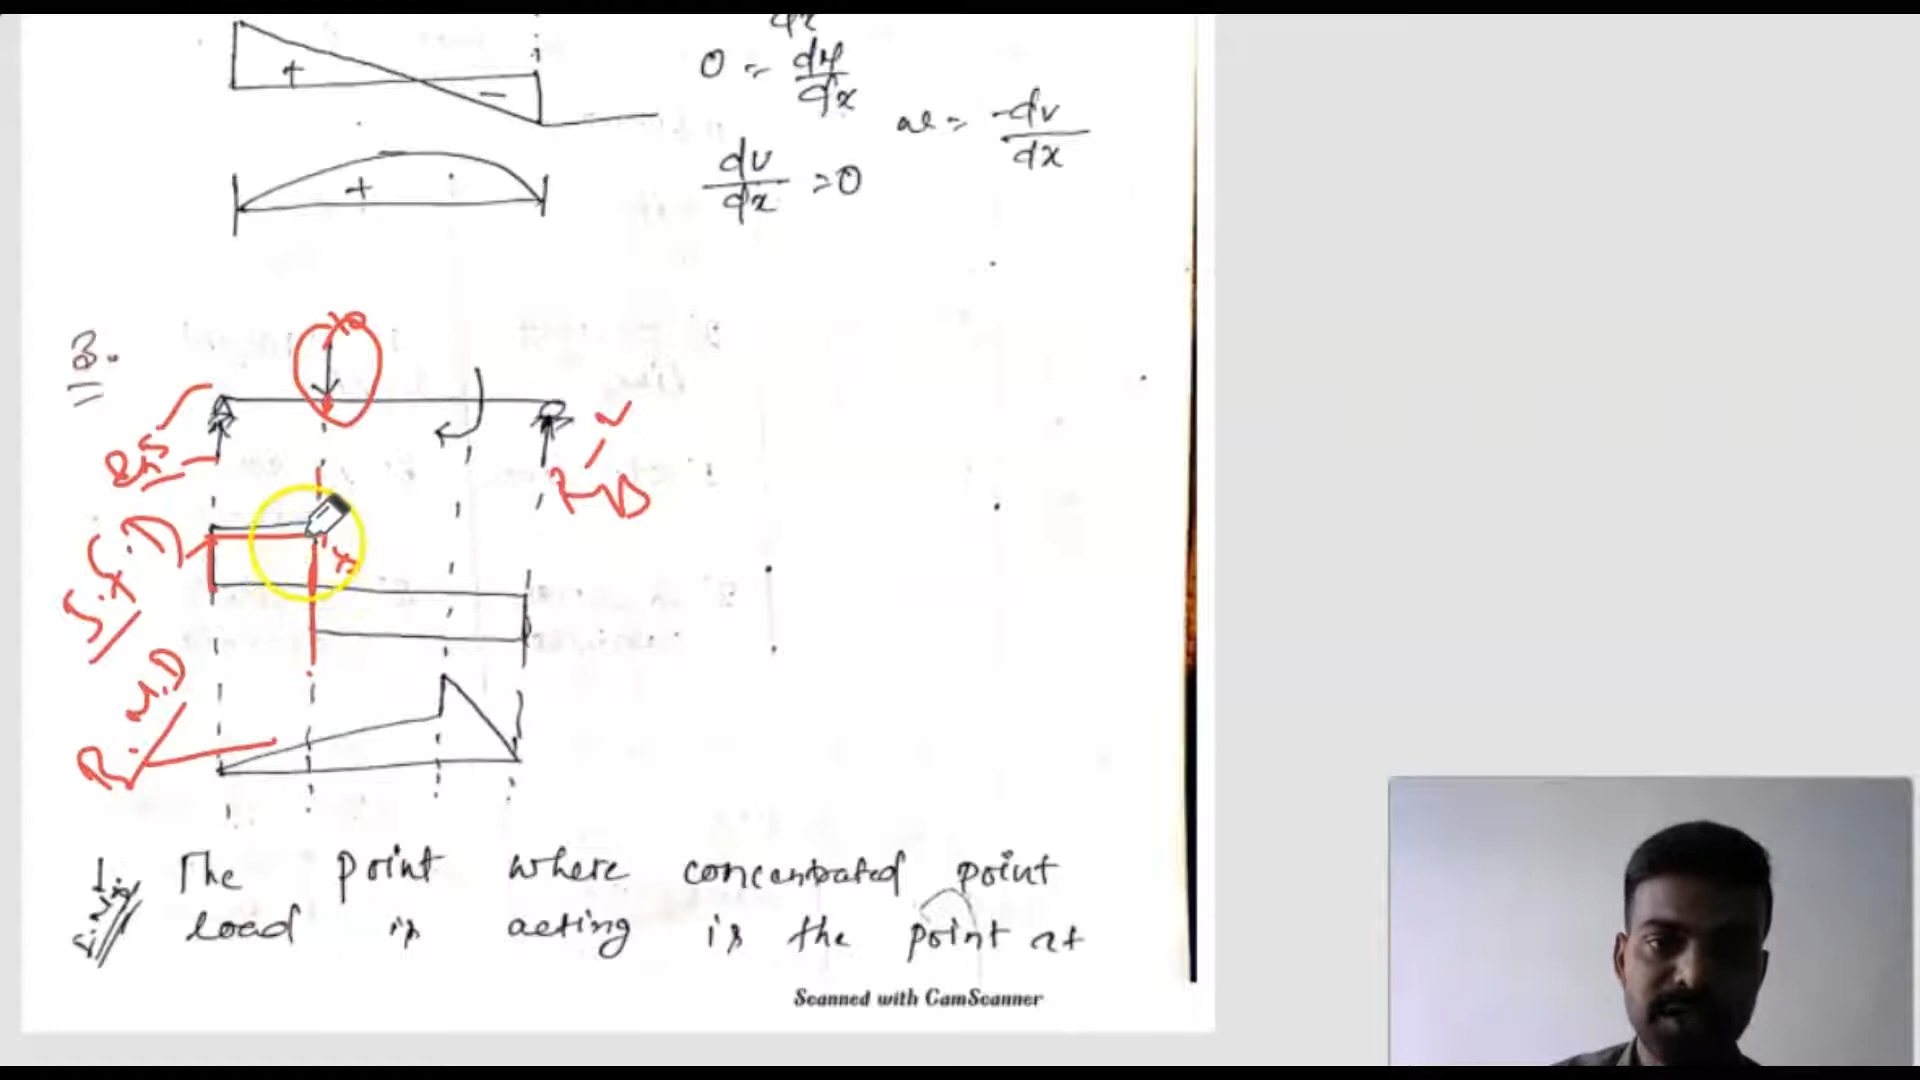 +
−
0 = dM/dx
w = -dv/dx
dv/dx = 0
+
3.
S.F.D
B.M.D
The point where concentrated point
load is acting is the point at
Scanned with CamScanner